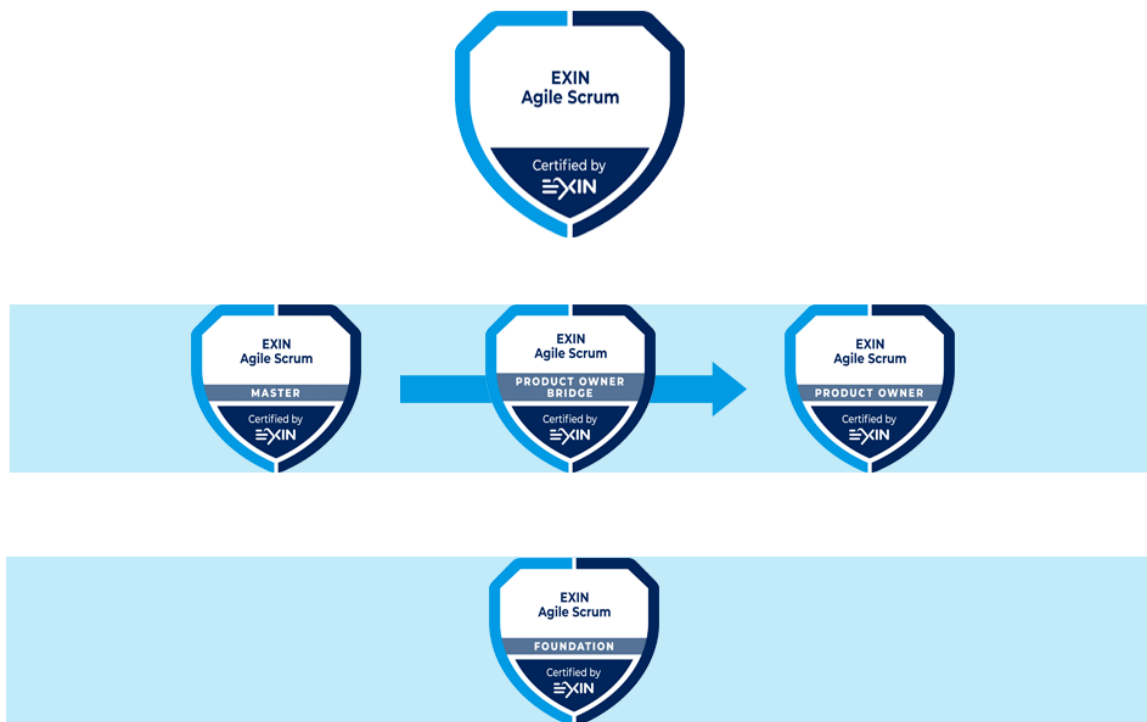 EXIN
Agile Scrum
Certified by
EXIN
EXIN
Agile Scrum
MASTER
Certified by
EXIN
EXIN
Agile Scrum
PRODUCT OWNER
BRIDGE
Certified by
EXIN
EXIN
Agile Scrum
PRODUCT OWNER
Certified by
EXIN
EXIN
Agile Scrum
FOUNDATION
Certified by
EXIN